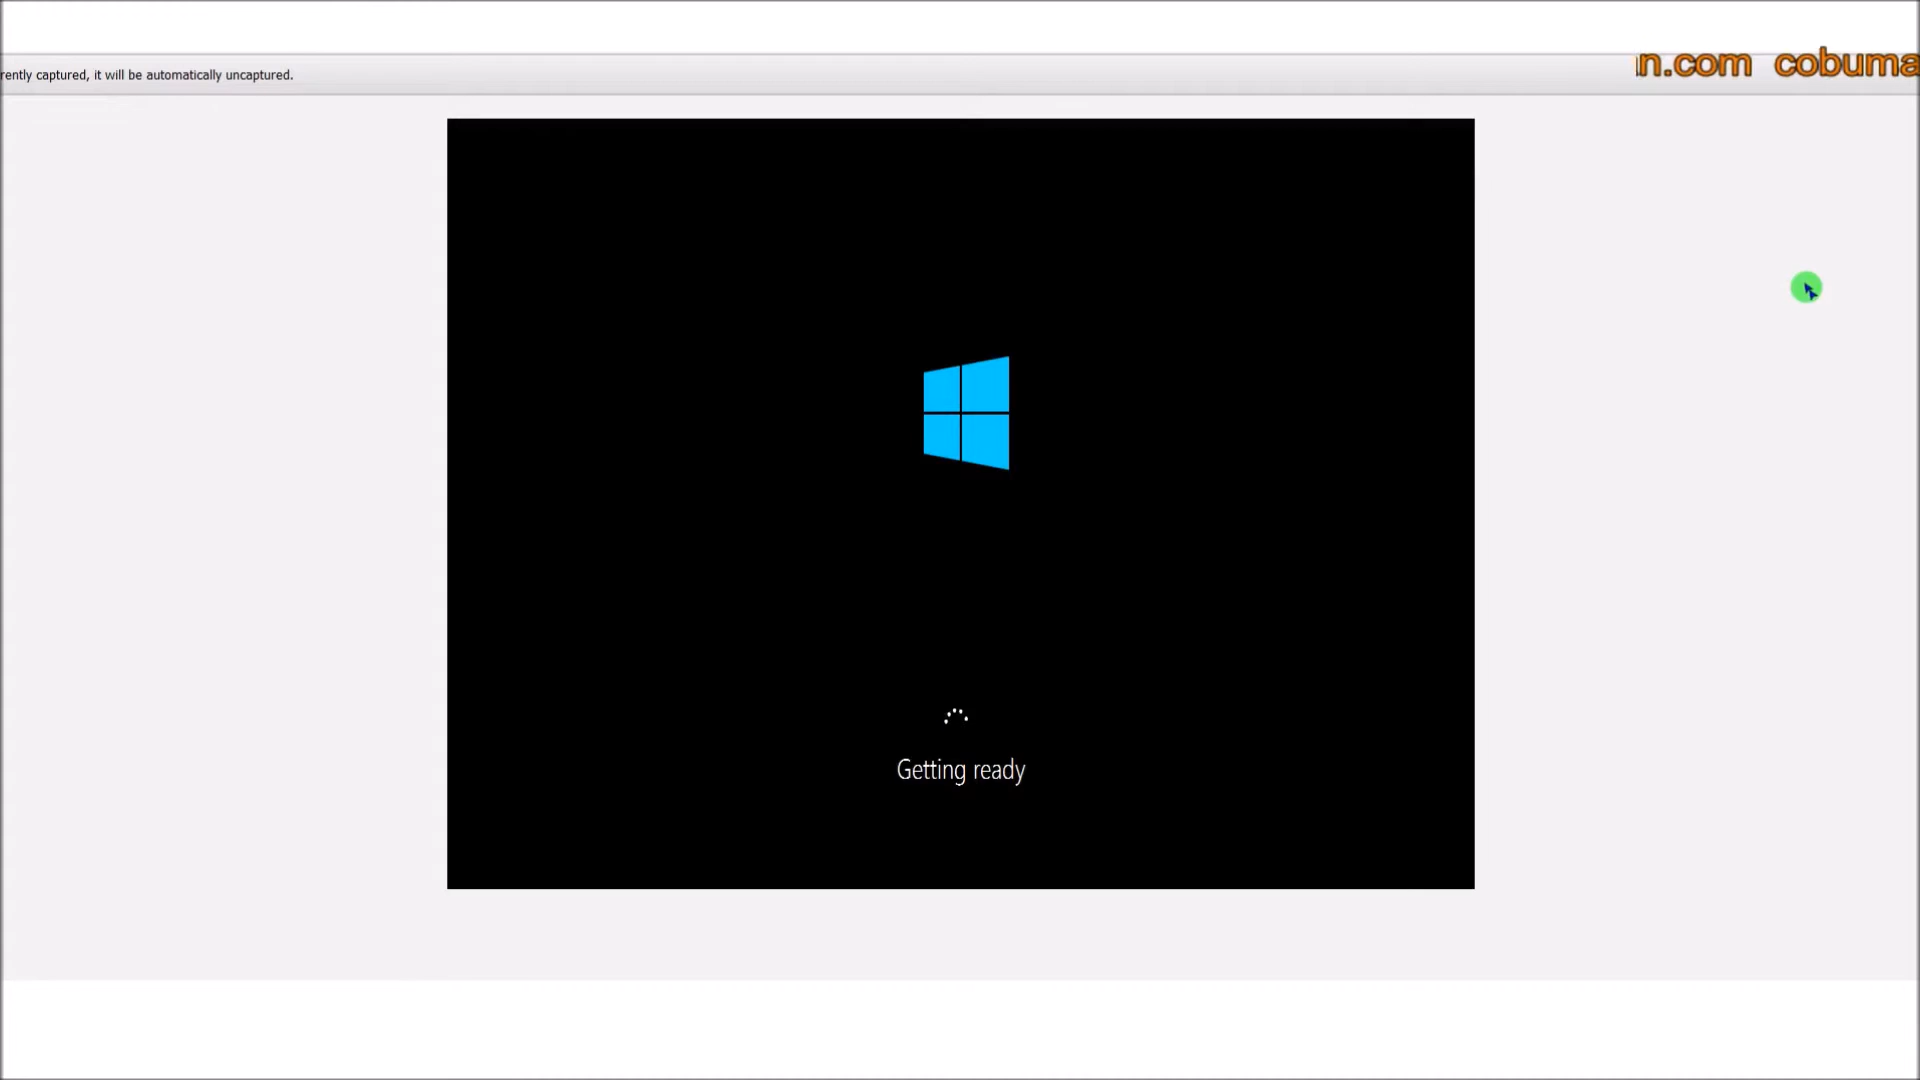 rently captured, it will be automatically uncaptured.
n.com cobuma
Getting ready